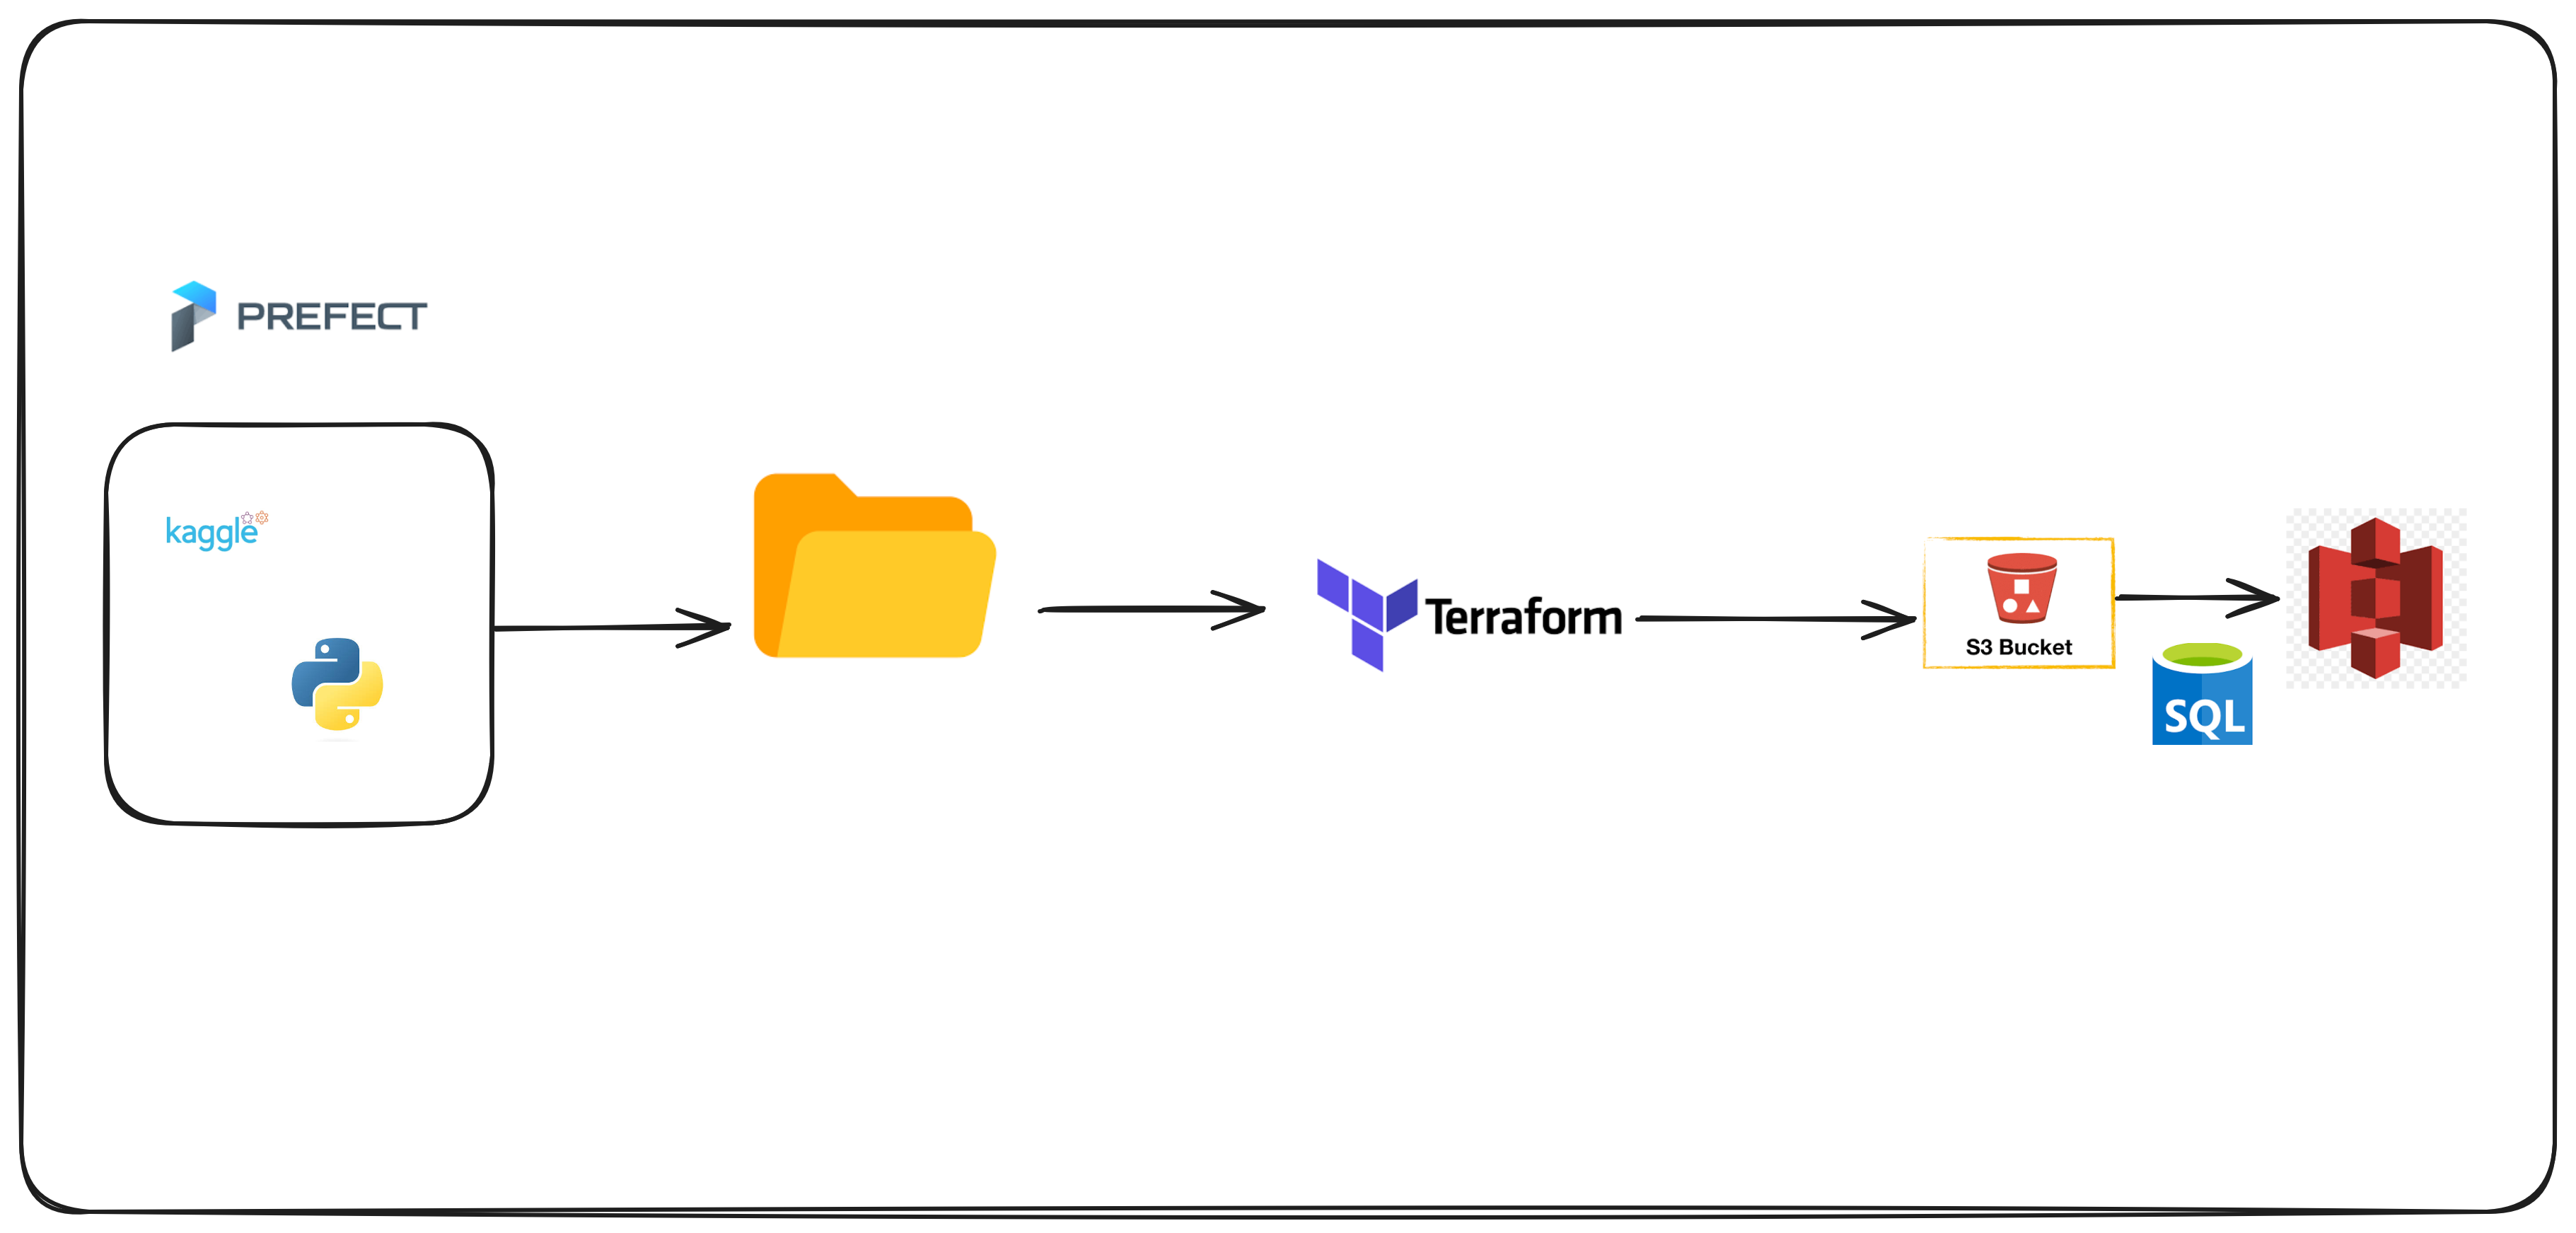 PREFECT
kaggle
Terraform
S3 Bucket
SQL